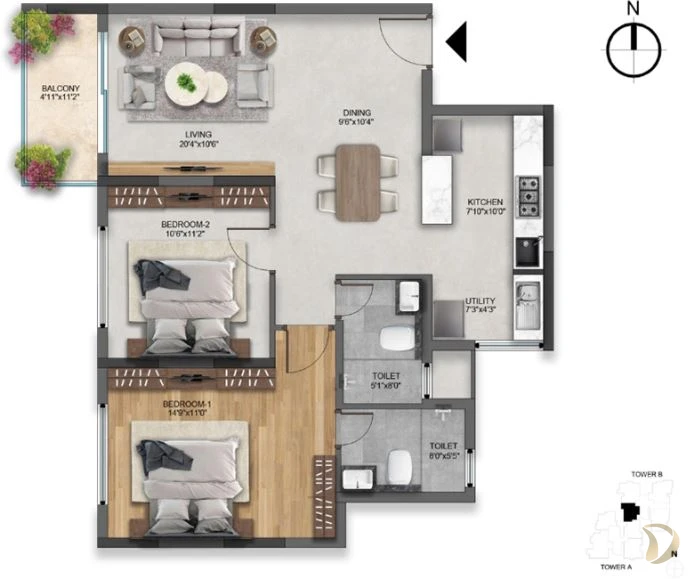 N
BALCONY
4'11"x11'2"
LIVING
20'4"x10'6"
DINING
9'6"x10'4"
KITCHEN
7'10"x10'0"
BEDROOM-2
10'6"x11'2"
UTILITY
7'3"x4'3"
TOILET
5'1"x8'0"
BEDROOM-1
14'9"x11'0"
TOILET
8'0"x5'5"
TOWER B
N
TOWER A